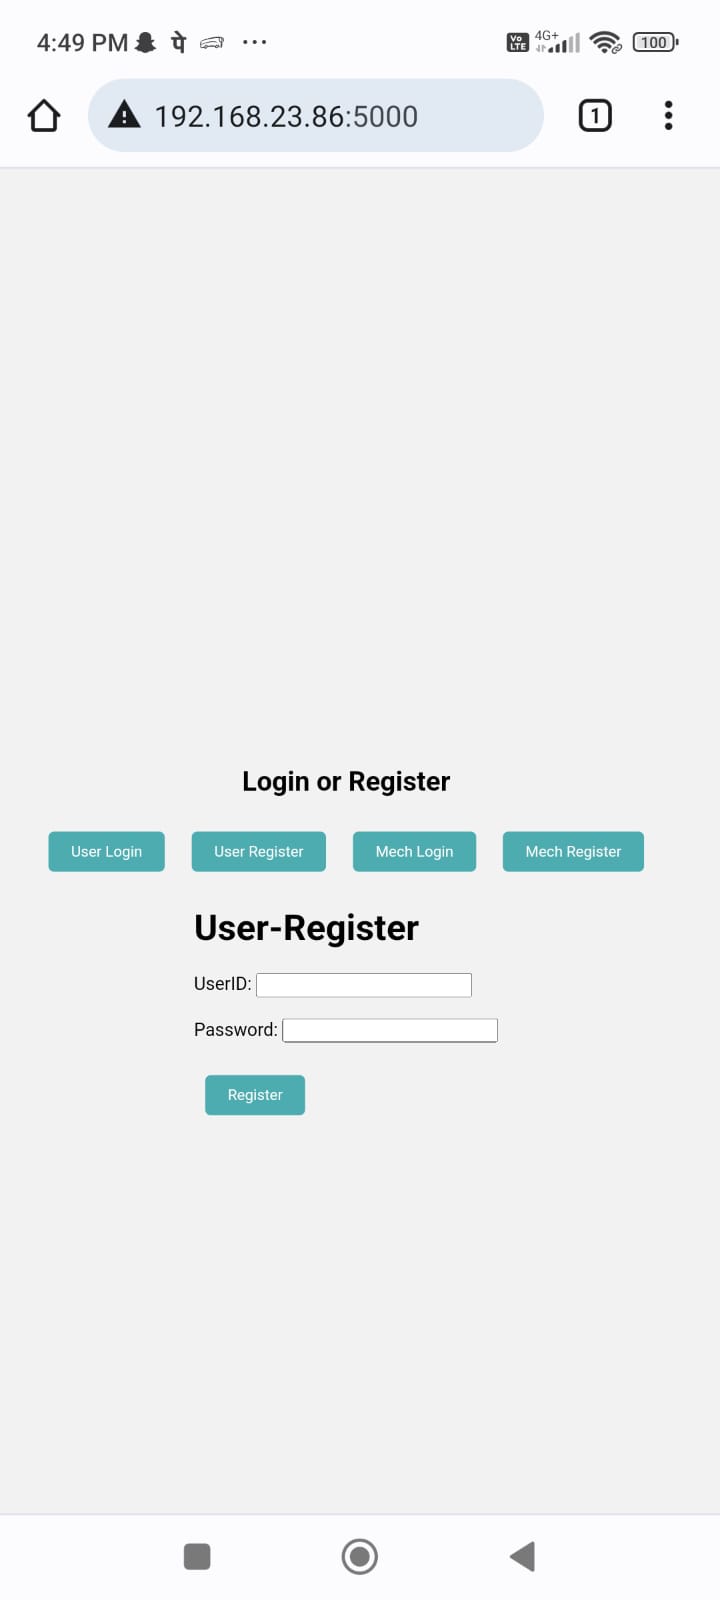 4:49 PM पे ...
Vo LTE 4G+ 100
192.168.23.86:5000 1
Login or Register
User Login User Register Mech Login Mech Register
User-Register
UserID:
Password:
Register